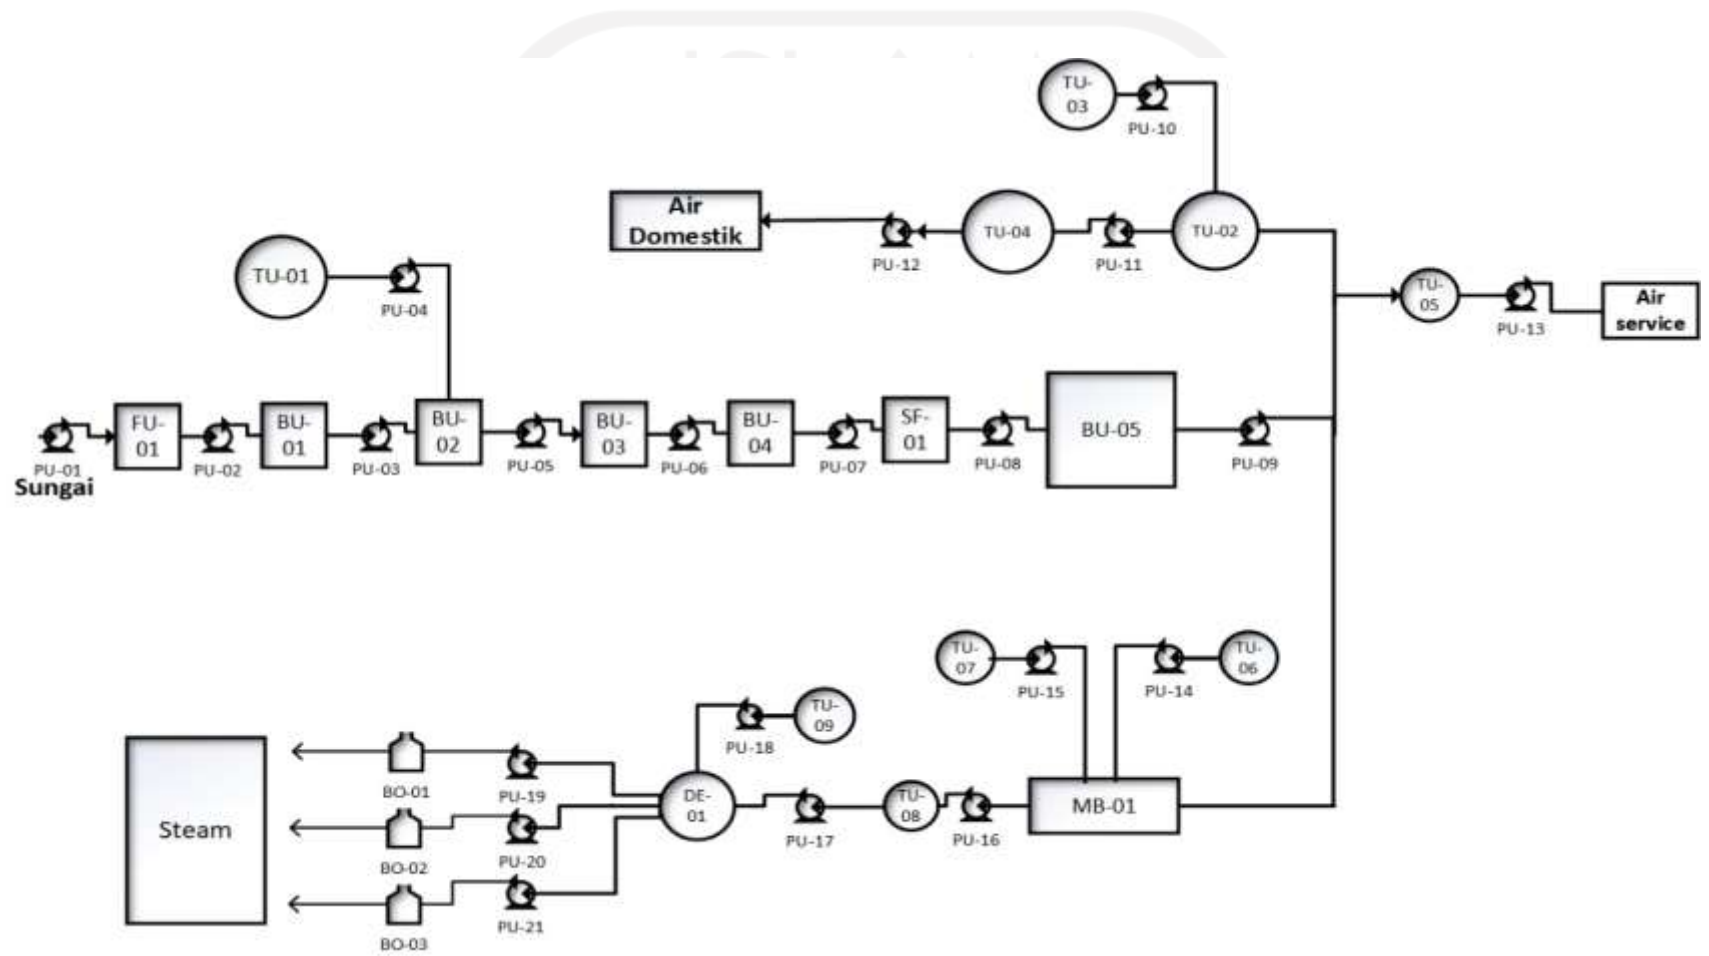 TU-
03
PU-10
Air
Domestik
PU-12
TU-04
PU-11
TU-02
TU-01
PU-04
TU-
05
PU-13
Air
service
PU-01
Sungai
FU-
01
PU-02
BU-
01
PU-03
BU-
02
PU-05
BU-
03
PU-06
BU-
04
PU-07
SF-
01
PU-08
BU-05
PU-09
TU-
07
PU-15
PU-14
TU-
06
PU-18
TU-
09
Steam
BO-01
PU-19
BO-02
PU-20
BO-03
PU-21
DE-
01
PU-17
TU-
08
PU-16
MB-01